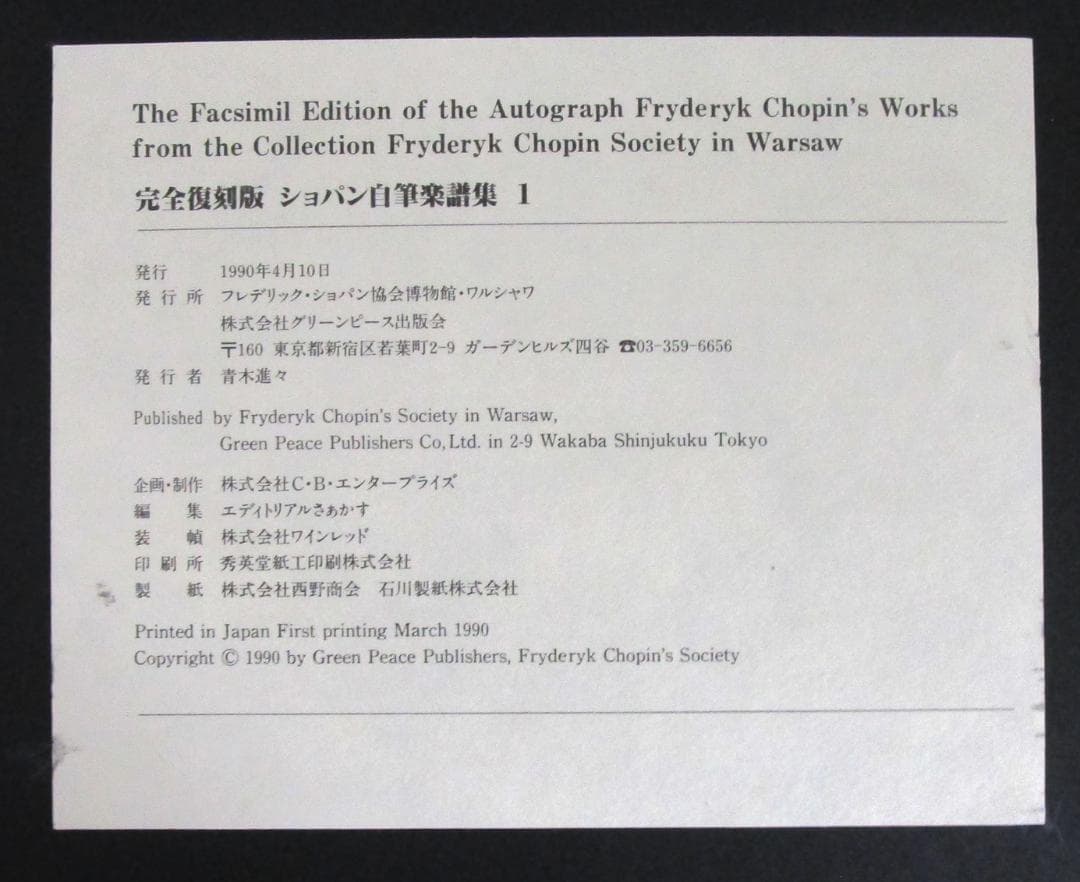 The Facsimil Edition of the Autograph Fryderyk Chopin's Works
from the Collection Fryderyk Chopin Society in Warsaw
完全復刻版 ショパン自筆楽譜集 1
発行 1990年4月10日
発行所 フレデリック・ショパン協会博物館・ワルシャワ
株式会社グリーンピース出版会
〒160 東京都新宿区若葉町2-9 ガーデンヒルズ四谷 ☎03-359-6656
発行者 青木進々
Published by Fryderyk Chopin's Society in Warsaw,
Green Peace Publishers Co,Ltd. in 2-9 Wakaba Shinjukuku Tokyo
企画・制作 株式会社C・B・エンタープライズ
編集 エディトリアルさぁかす
装幀 株式会社ワインレッド
印刷所 秀英堂紙工印刷株式会社
製紙 株式会社西野商会 石川製紙株式会社
Printed in Japan First printing March 1990
Copyright © 1990 by Green Peace Publishers, Fryderyk Chopin's Society